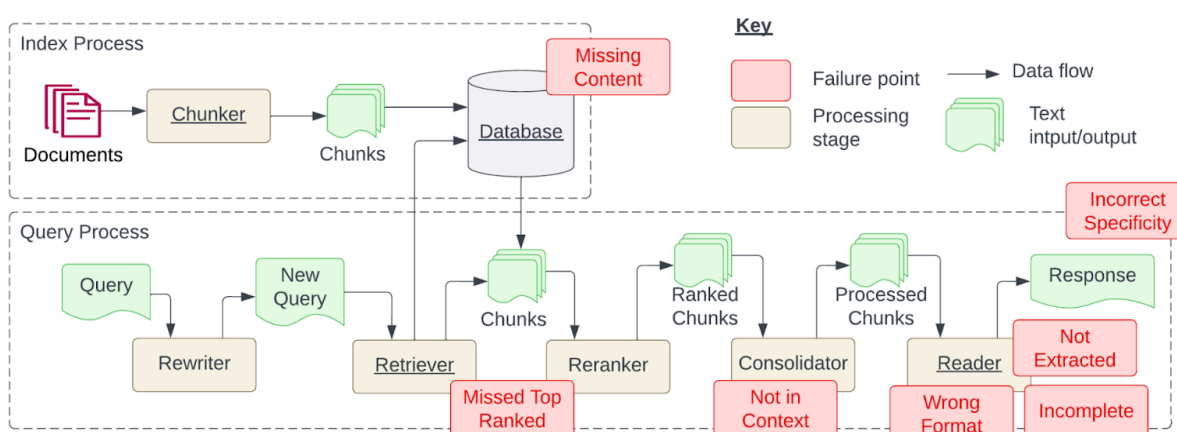 Key
Index Process
Missing
Content
Failure point
Data flow
Documents
Chunker
Chunks
Database
Processing
stage
Text
intput/output
Incorrect
Specificity
Query Process
Query
New
Query
Chunks
Ranked
Chunks
Processed
Chunks
Response
Rewriter
Retriever
Reranker
Consolidator
Reader
Not
Extracted
Missed Top
Ranked
Not in
Context
Wrong
Format
Incomplete